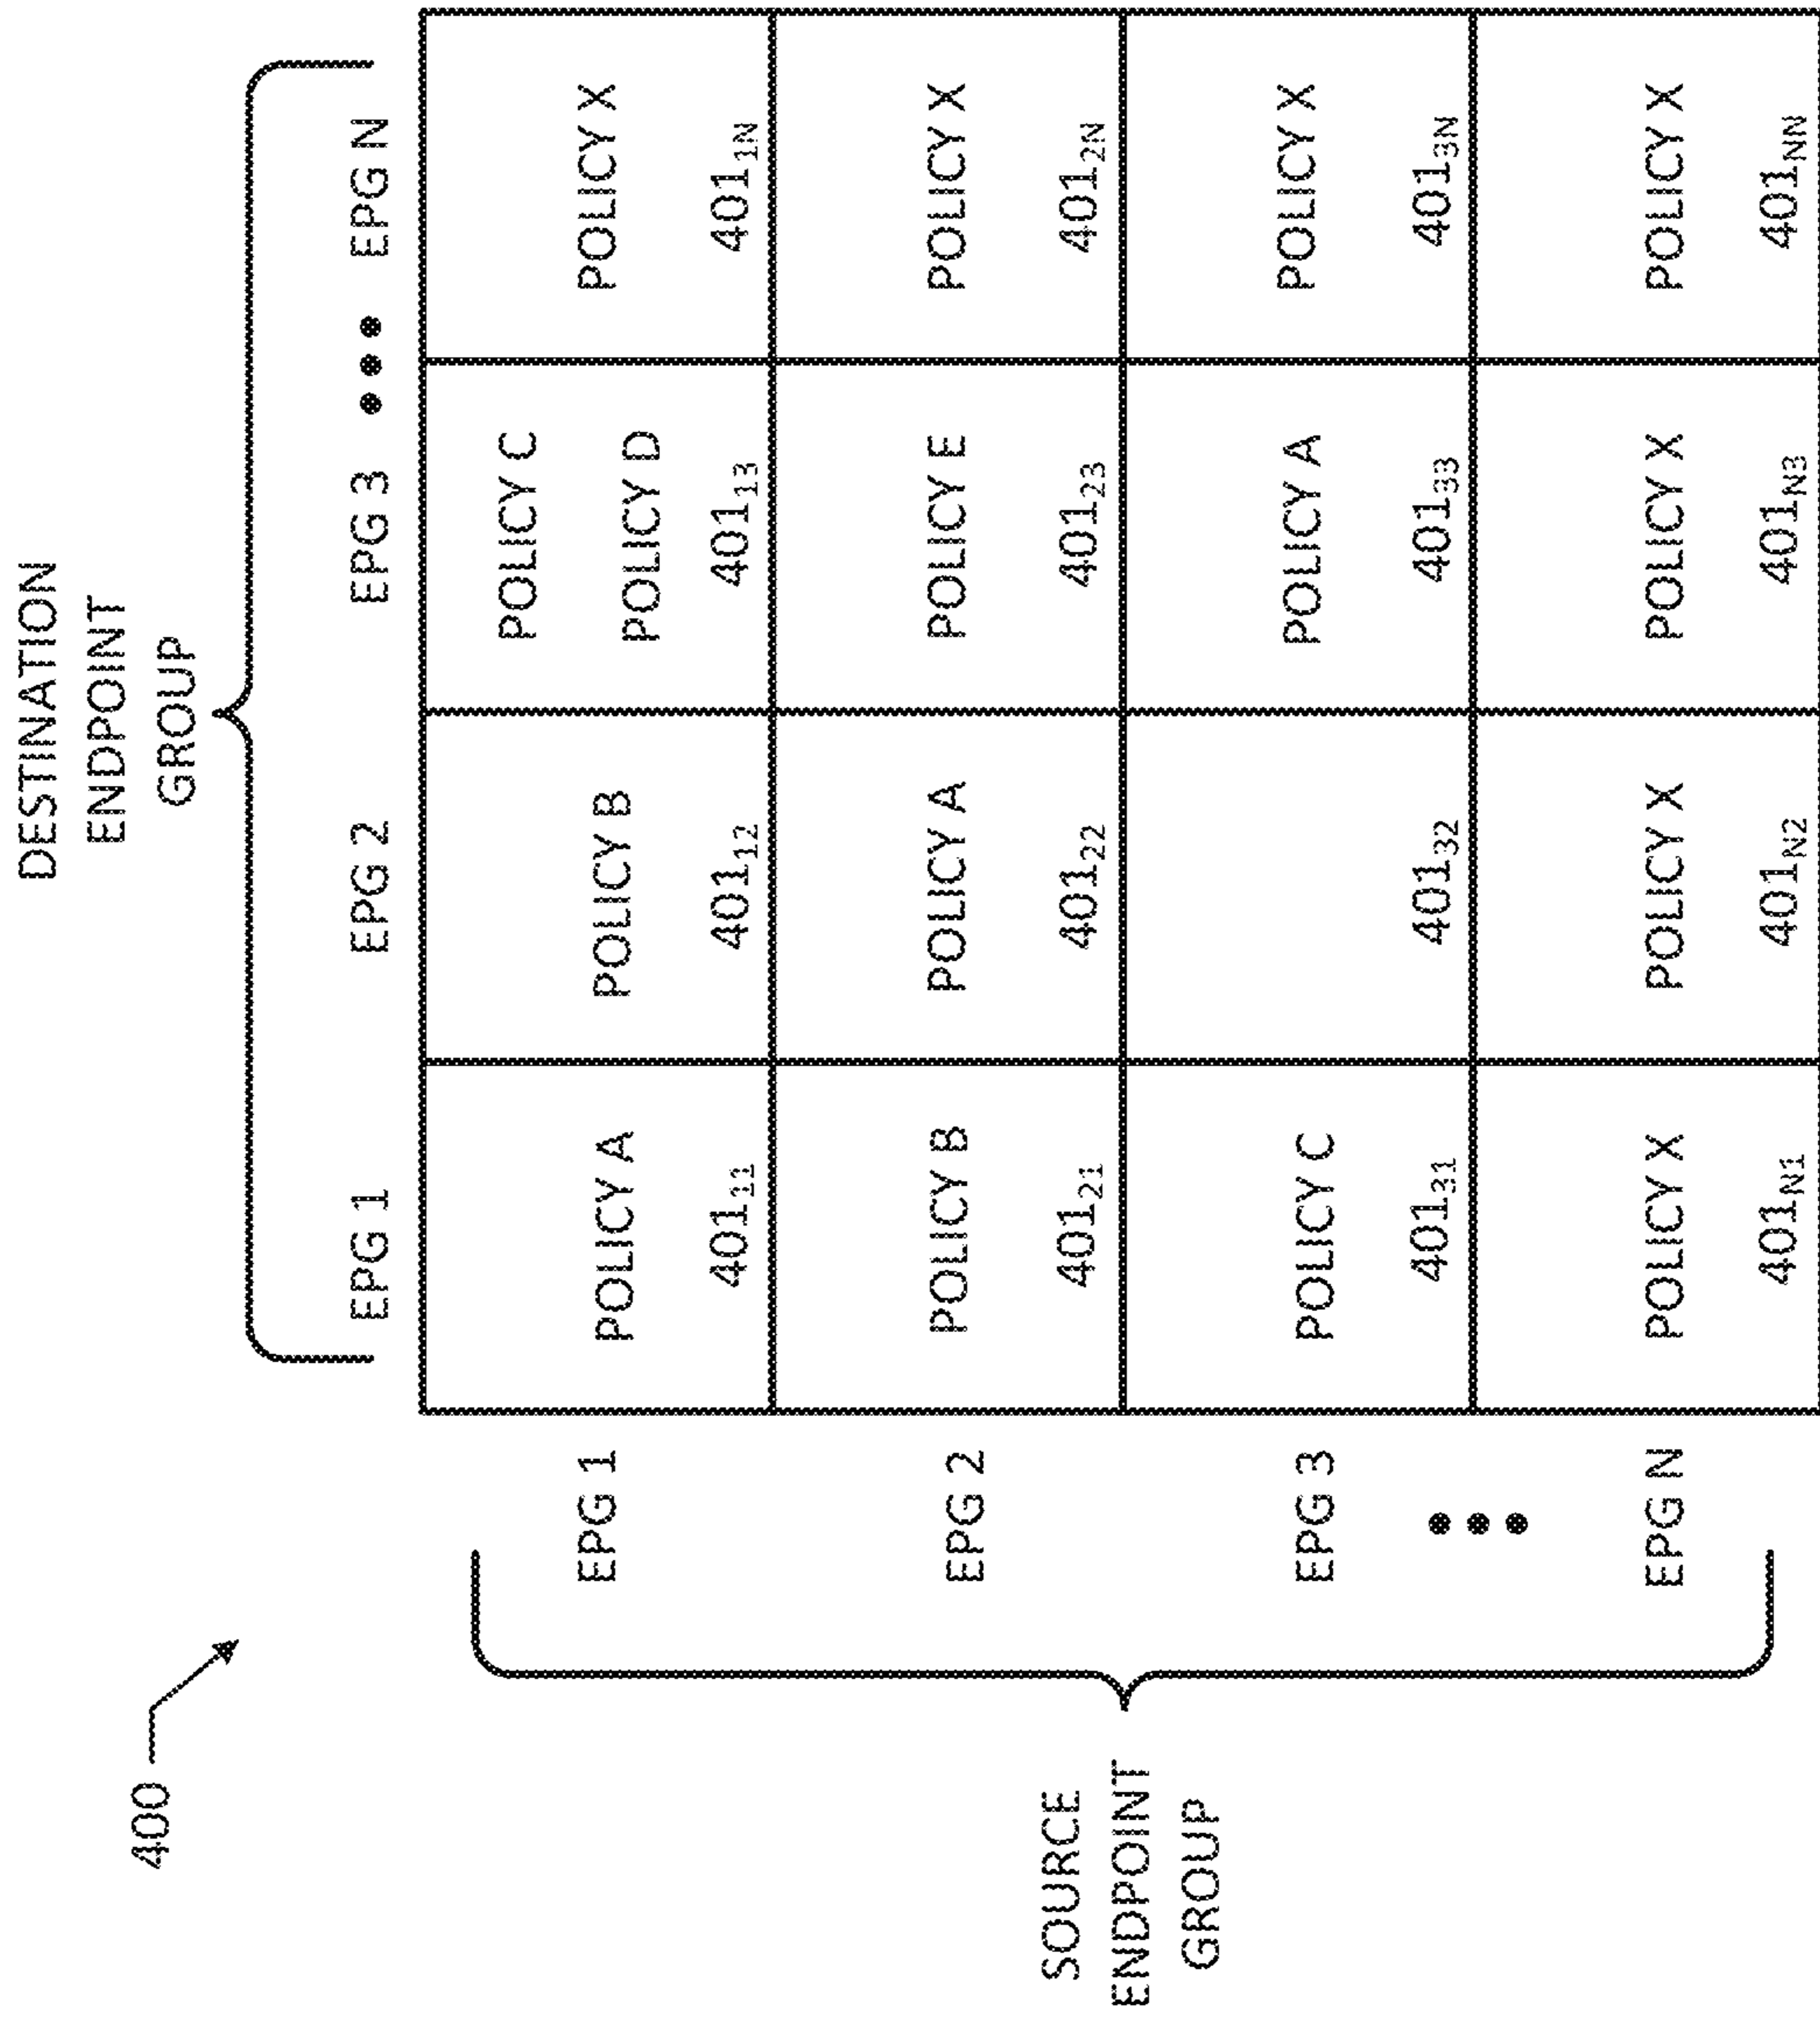 400
DESTINATION
ENDPOINT
GROUP
EPG 1 EPG 2 EPG 3 ••• EPG N
SOURCE
ENDPOINT
GROUP
EPG 1
POLICY A
401₁₁
POLICY B
401₁₂
POLICY C
POLICY D
401₁₃
POLICY X
401₁N
EPG 2
POLICY B
401₂₁
POLICY A
401₂₂
POLICY E
401₂₃
POLICY X
401₂N
EPG 3
POLICY C
401₃₁
401₃₂
POLICY A
401₃₃
POLICY X
401₃N
•••
EPG N
POLICY X
401N₁
POLICY X
401N₂
POLICY X
401N₃
POLICY X
401NN